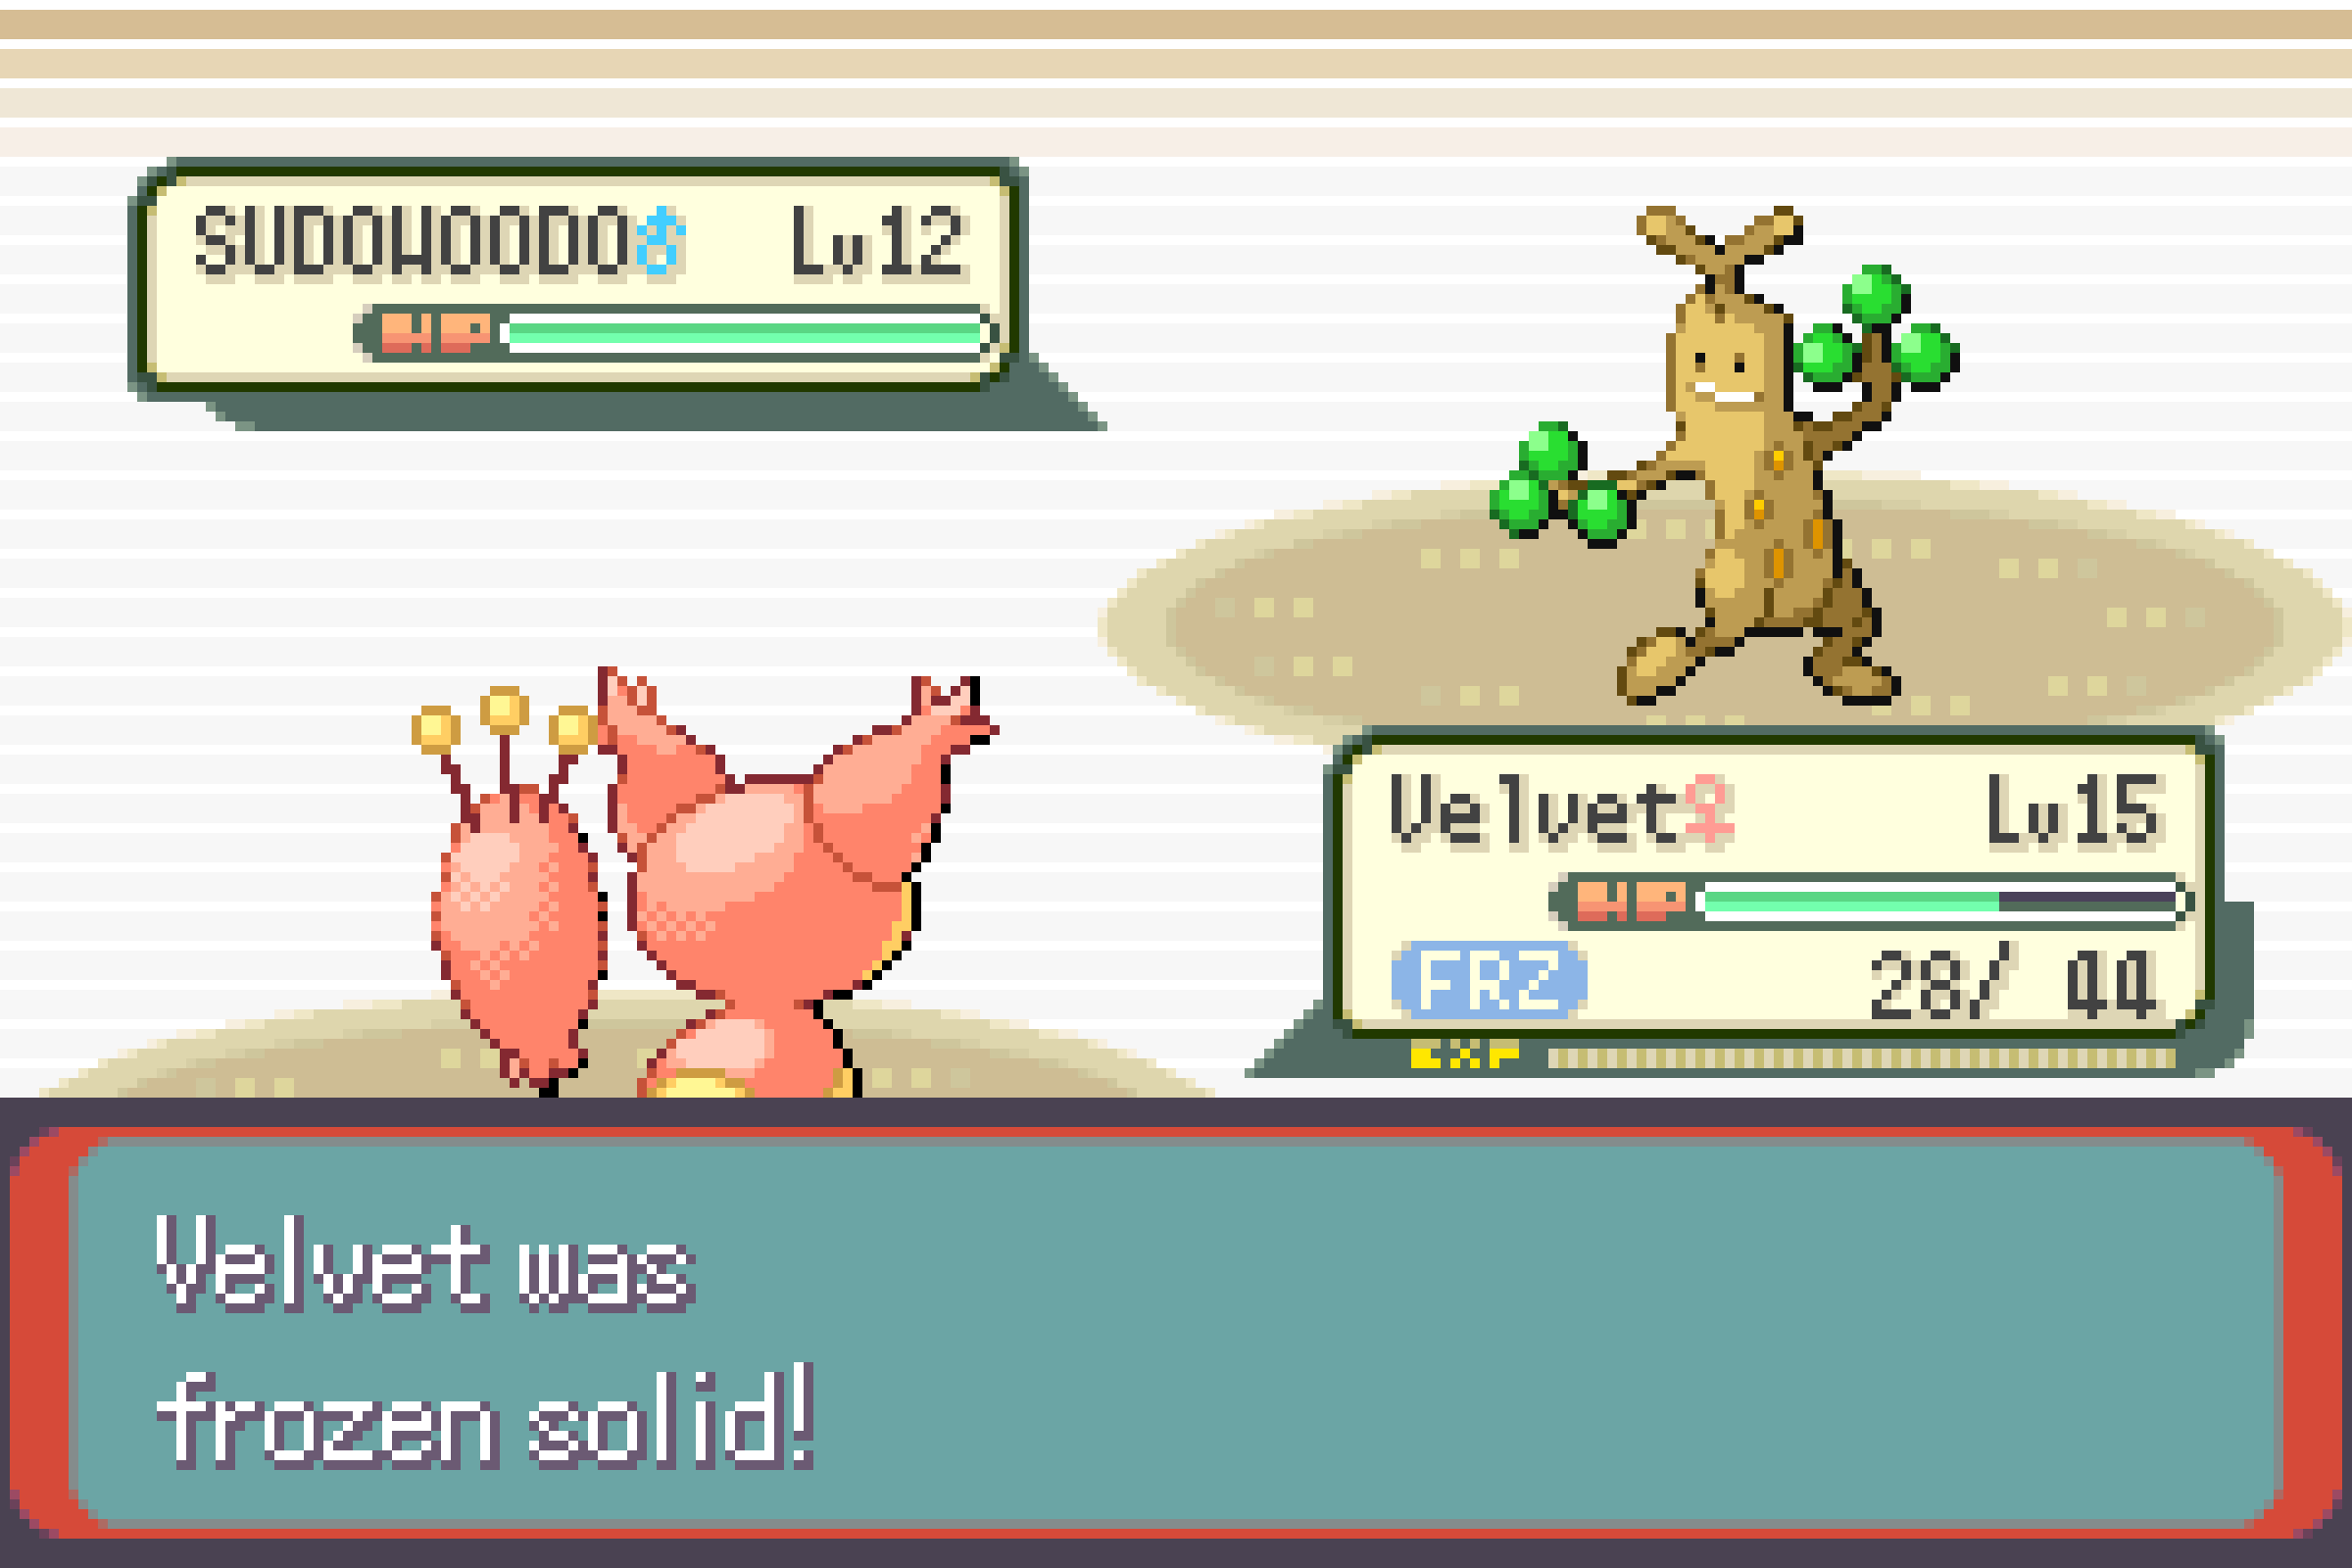 SUDOWOODO♂ Lv12
HP
Velvet♀ Lv15
HP
FRZ 28/ 44
EXP
Velvet was
frozen solid!